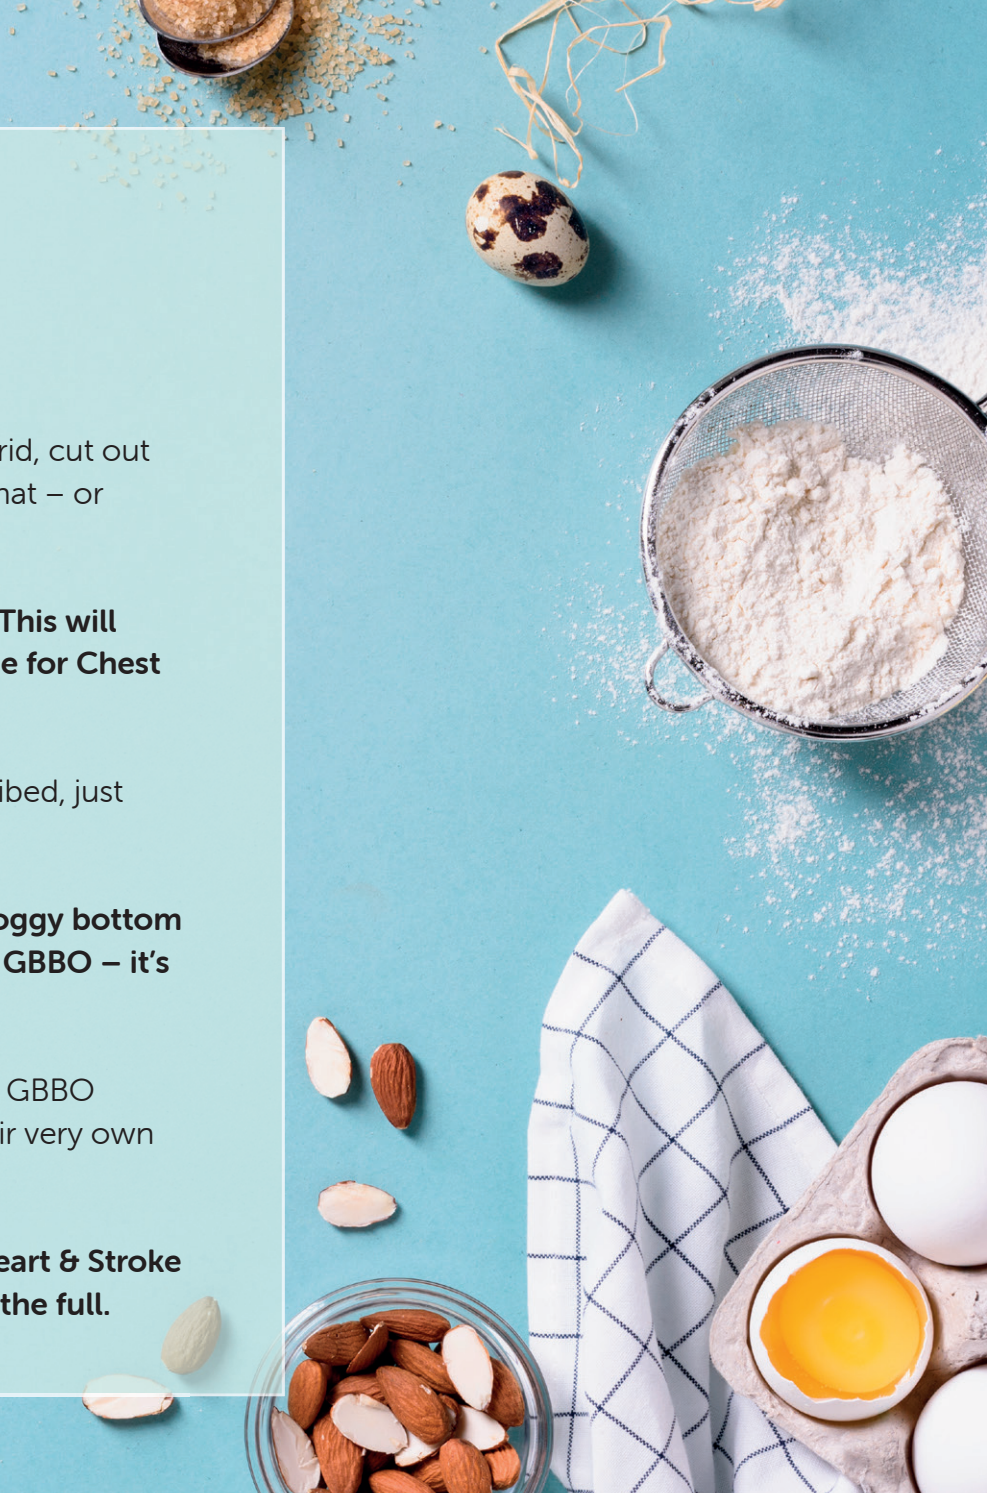 rid, cut out
hat – or
This will
e for Chest
ibed, just
oggy bottom
GBBO – it's
GBBO
ir very own
eart & Stroke
the full.